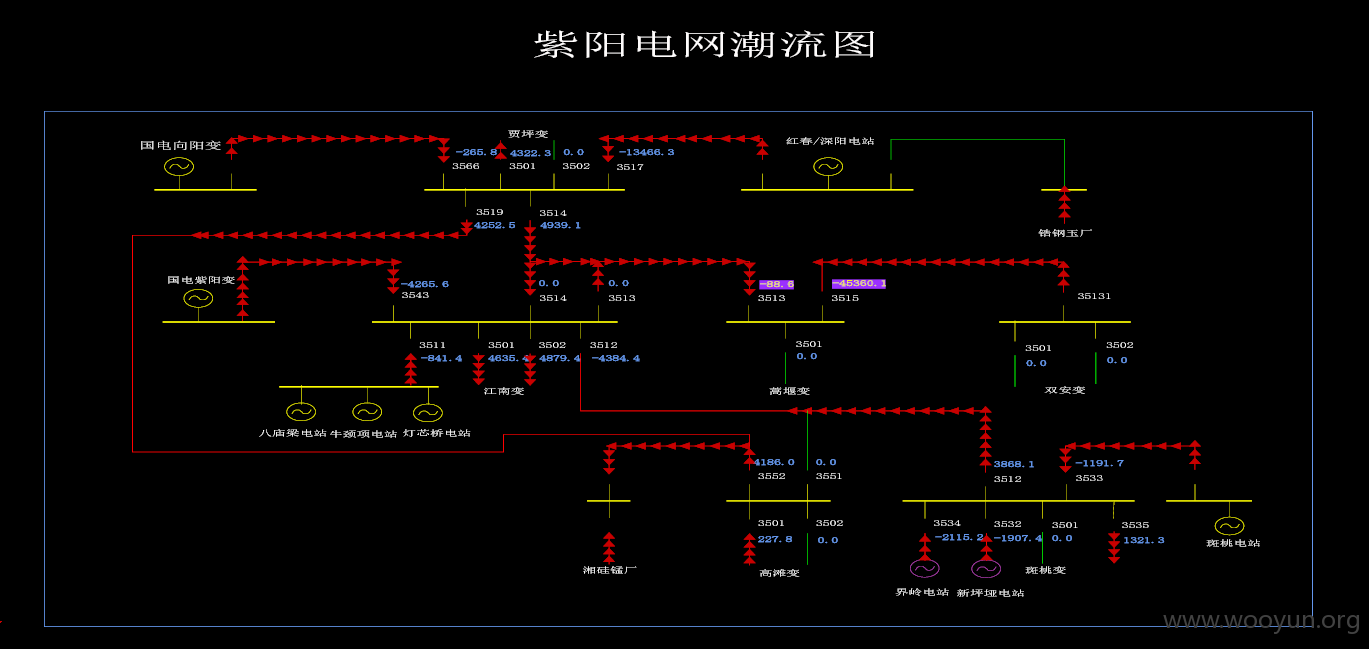 紫阳电网潮流图
国电向阳变
贾坪变
红春/深阳电站
-265.8 4322.3 0.0 -13466.3
3566 3501 3502 3517
3519 3514
4252.5 4939.1
锆钢玉厂
国电紫阳变
-4265.6 0.0 0.0 -88.6 -45360.1
3543 3514 3513 3513 3515 35131
3511 3501 3502 3512 3501 3501 3502
-841.4 4635.4 4879.4 -4384.4 0.0 0.0 0.0
江南变 蒿堰变 双安变
八庙梁电站 牛颈项电站 灯芯桥电站
4186.0 0.0 3868.1 -1191.7
3552 3551 3512 3533
3501 3502 3534 3532 3501 3535
227.8 0.0 -2115.2 -1907.4 0.0 1321.3
斑桃电站
湘硅锰厂 高滩变 斑桃变
界岭电站 新坪垭电站
www.wooyun.org